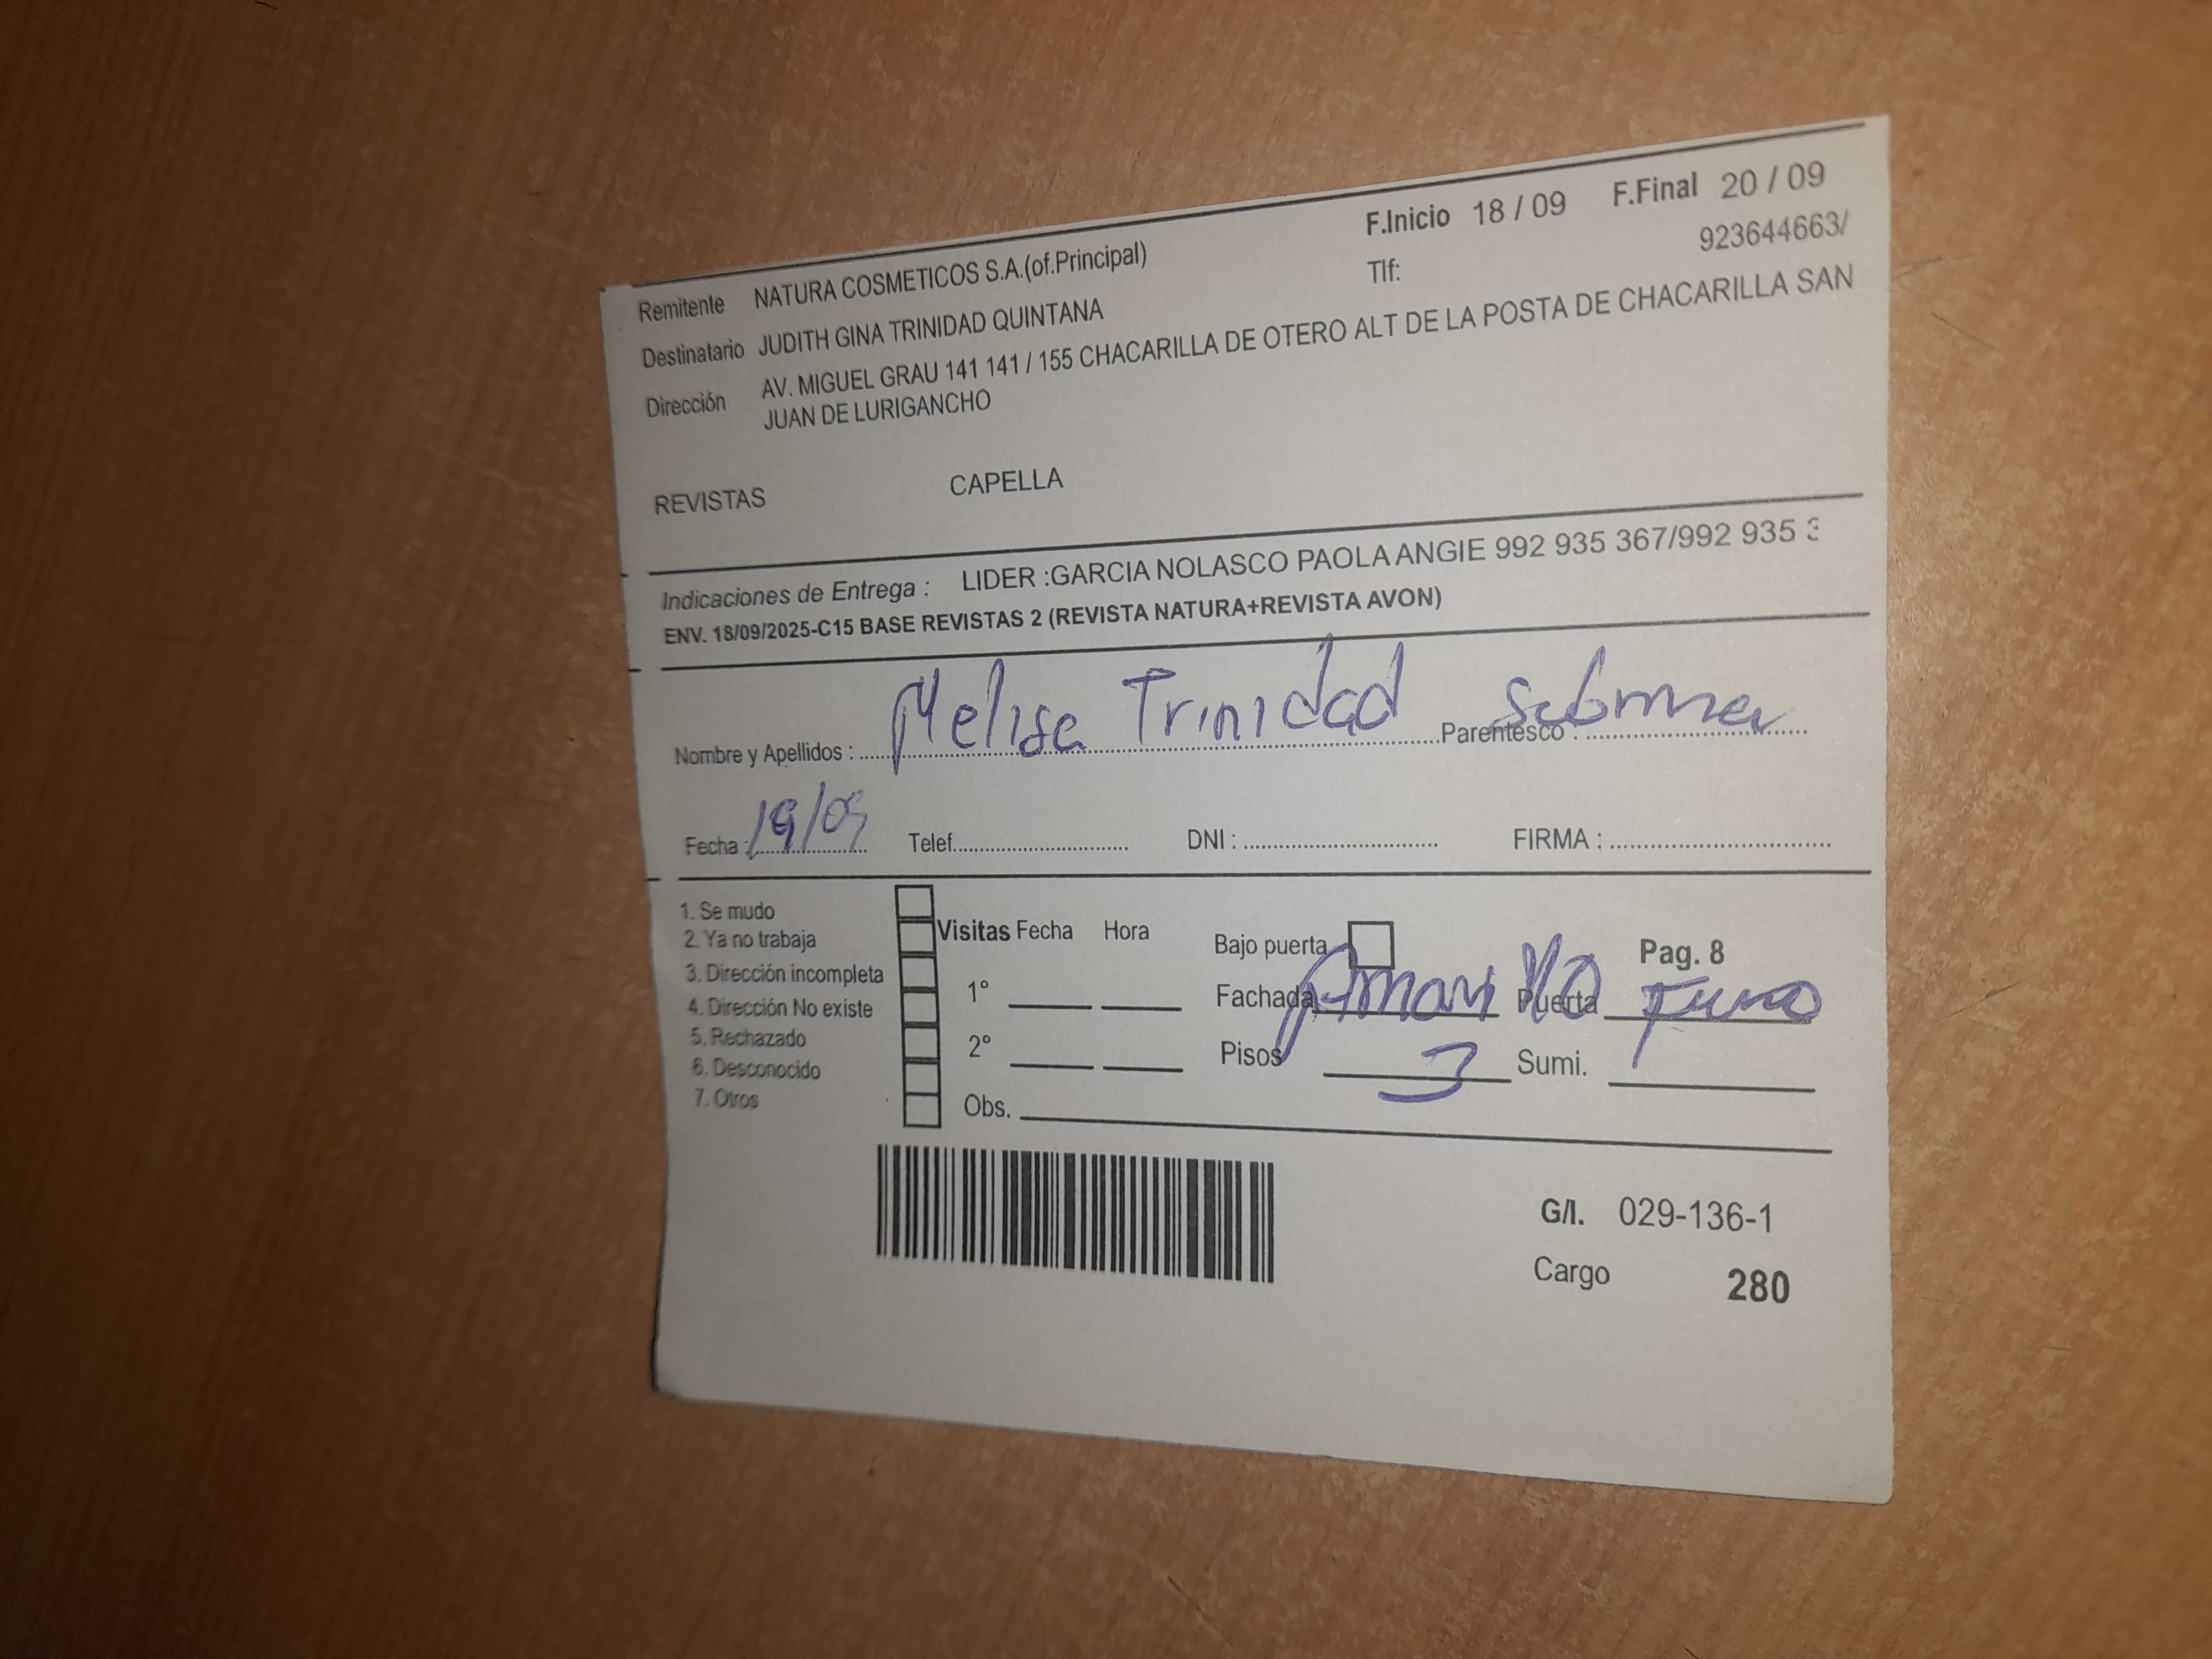 F.Inicio 18 / 09 F.Final 20 / 09
Remitente NATURA COSMETICOS S.A.(of.Principal) Tlf: 923644663/
Destinatario JUDITH GINA TRINIDAD QUINTANA
Dirección AV. MIGUEL GRAU 141 141 / 155 CHACARILLA DE OTERO ALT DE LA POSTA DE CHACARILLA SAN
JUAN DE LURIGANCHO
REVISTAS CAPELLA
Indicaciones de Entrega : LIDER :GARCIA NOLASCO PAOLA ANGIE 992 935 367/992 935 3
ENV. 18/09/2025-C15 BASE REVISTAS 2 (REVISTA NATURA+REVISTA AVON)
Nombre y Apellidos : Melisa Trinidad Parentesco : Sobrina
Fecha : 19/09 Telef. DNI : FIRMA :
1. Se mudo
2. Ya no trabaja
3. Dirección incompleta
4. Dirección No existe
5. Rechazado
6. Desconocido
7. Otros
Visitas Fecha Hora
1°
2°
Obs.
Bajo puerta Pag. 8
Fachada Amarillo Puerta
Pisos 3 Sumi.
G/I. 029-136-1
Cargo 280